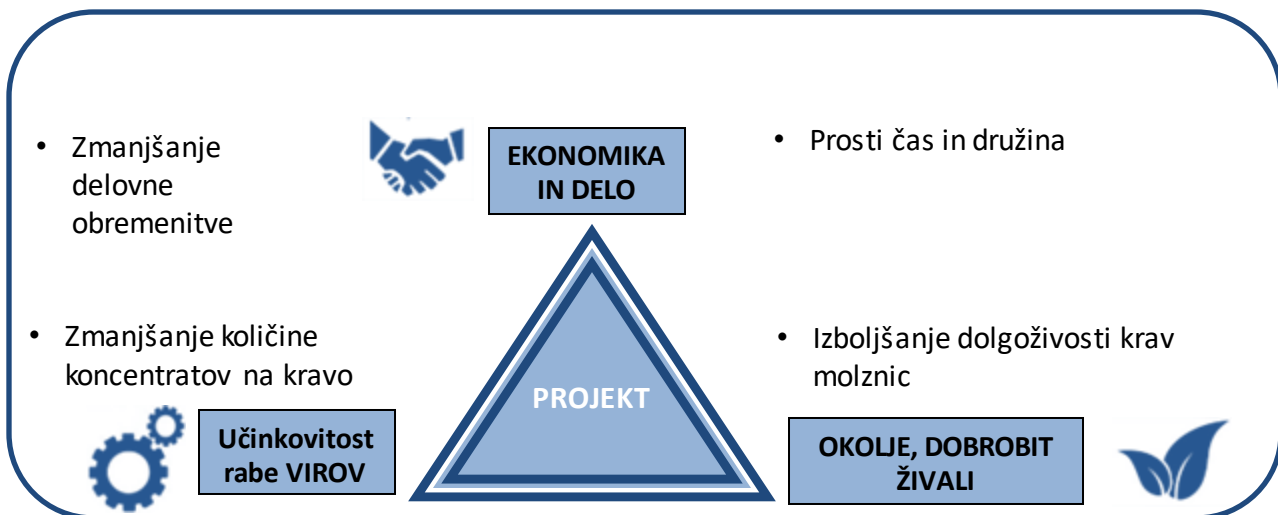 • Zmanjšanje
delovne
obremenitve
EKONOMIKA
IN DELO
• Prosti čas in družina
• Zmanjšanje količine
koncentratov na kravo
• Izboljšanje dolgoživosti krav
molznic
PROJEKT
Učinkovitost
rabe VIROV
OKOLJE, DOBROBIT
ŽIVALI